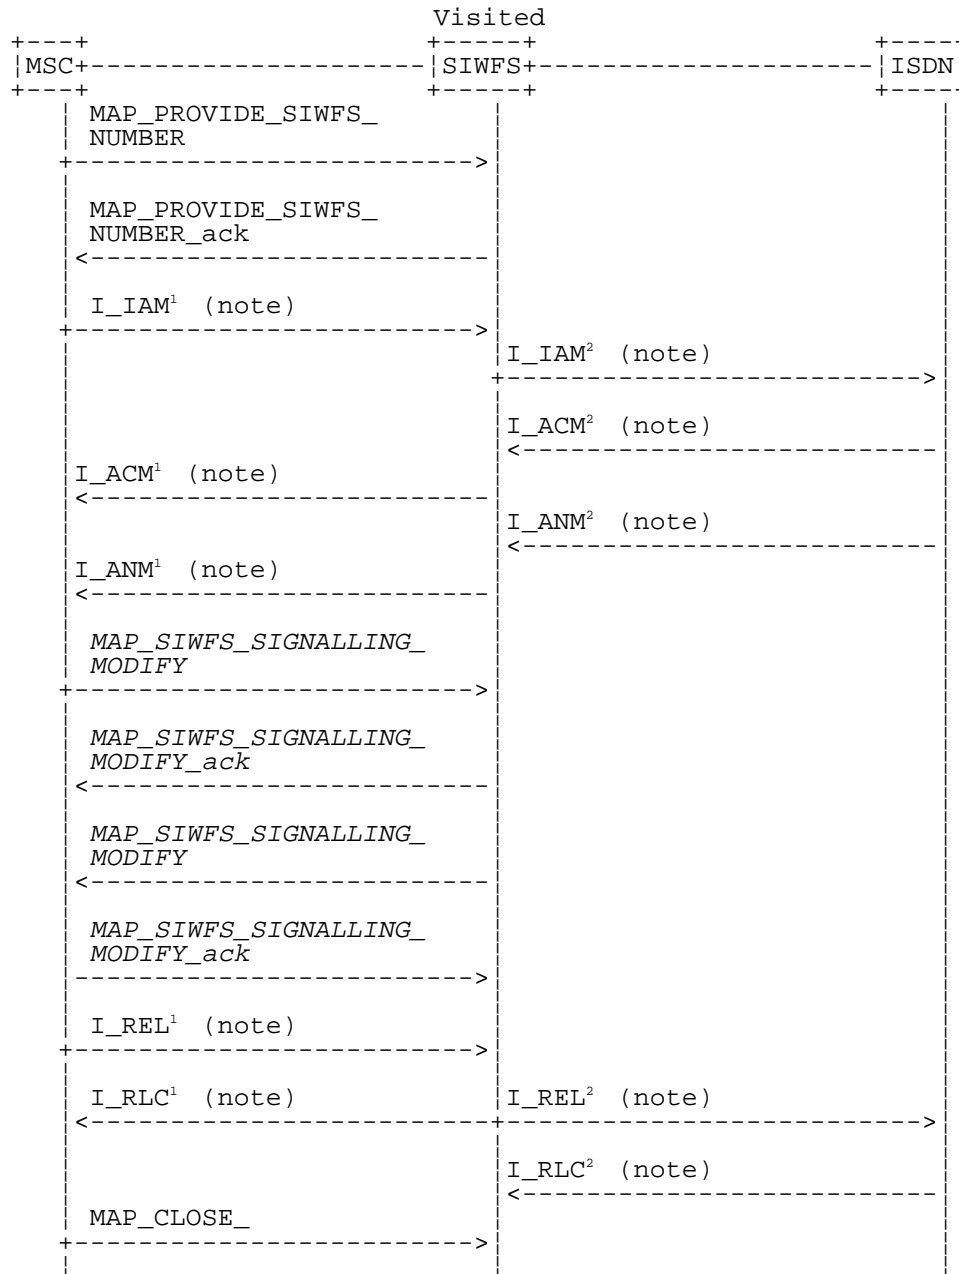 Visited
MSC SIWFS ISDN
MAP_PROVIDE_SIWFS_
NUMBER
MAP_PROVIDE_SIWFS_
NUMBER_ack
I_IAM¹ (note)
I_IAM² (note)
I_ACM² (note)
I_ACM¹ (note)
I_ANM² (note)
I_ANM¹ (note)
MAP_SIWFS_SIGNALLING_
MODIFY
MAP_SIWFS_SIGNALLING_
MODIFY_ack
MAP_SIWFS_SIGNALLING_
MODIFY
MAP_SIWFS_SIGNALLING_
MODIFY_ack
I_REL¹ (note)
I_RLC¹ (note) I_REL² (note)
I_RLC² (note)
MAP_CLOSE_